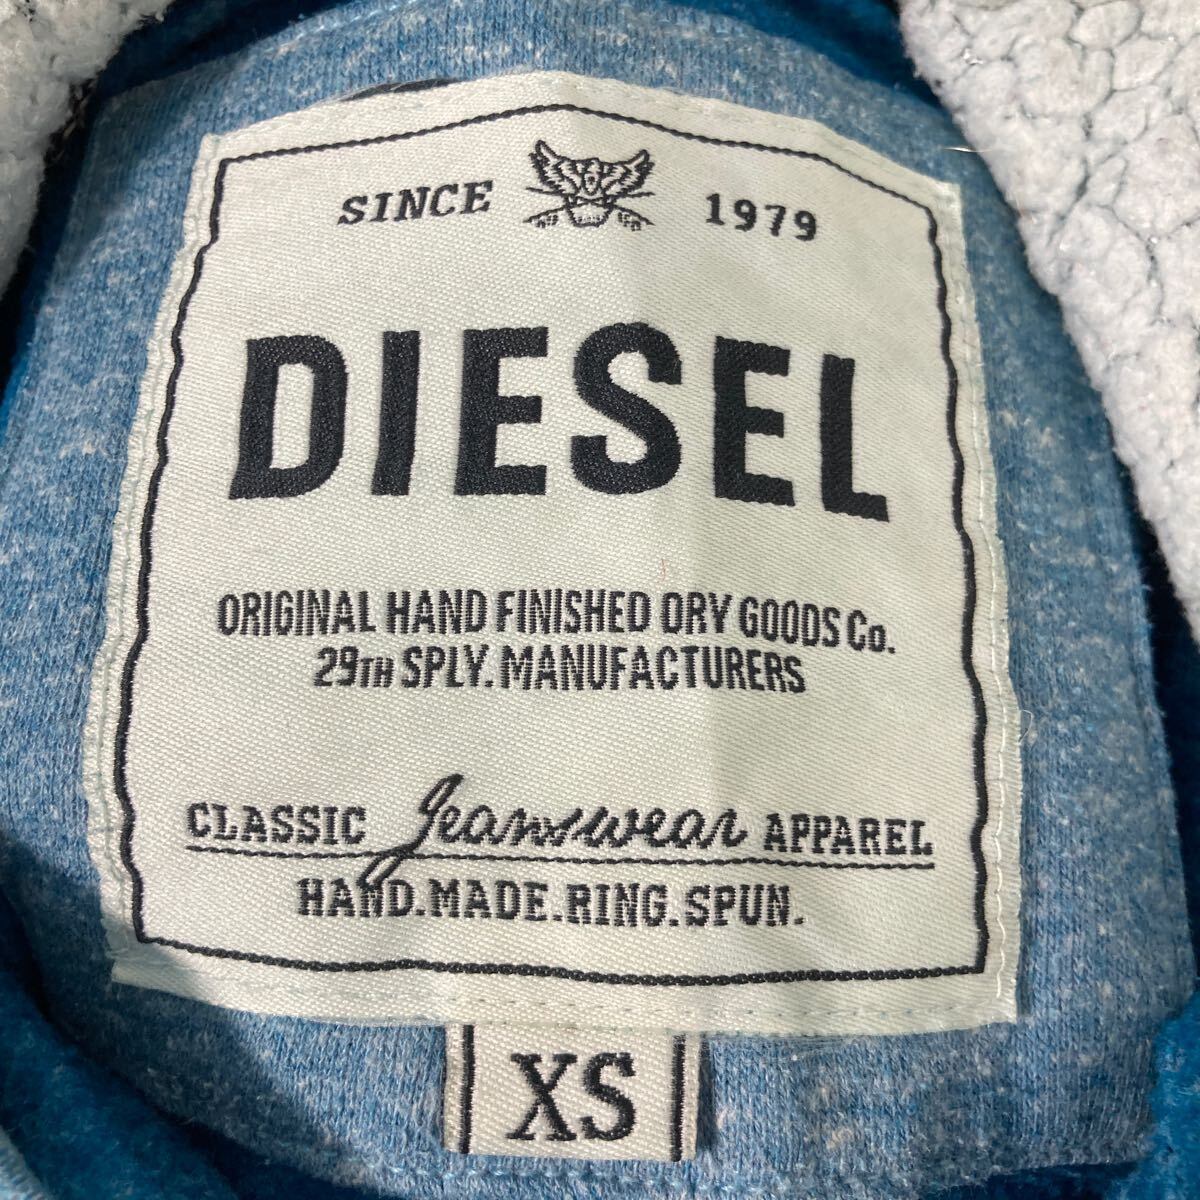 SINCE 1979
DIESEL
ORIGINAL HAND FINISHED DRY GOODS Co.
29TH SPLY. MANUFACTURERS
CLASSIC Jeanswear APPAREL
HAND.MADE.RING.SPUN.
XS